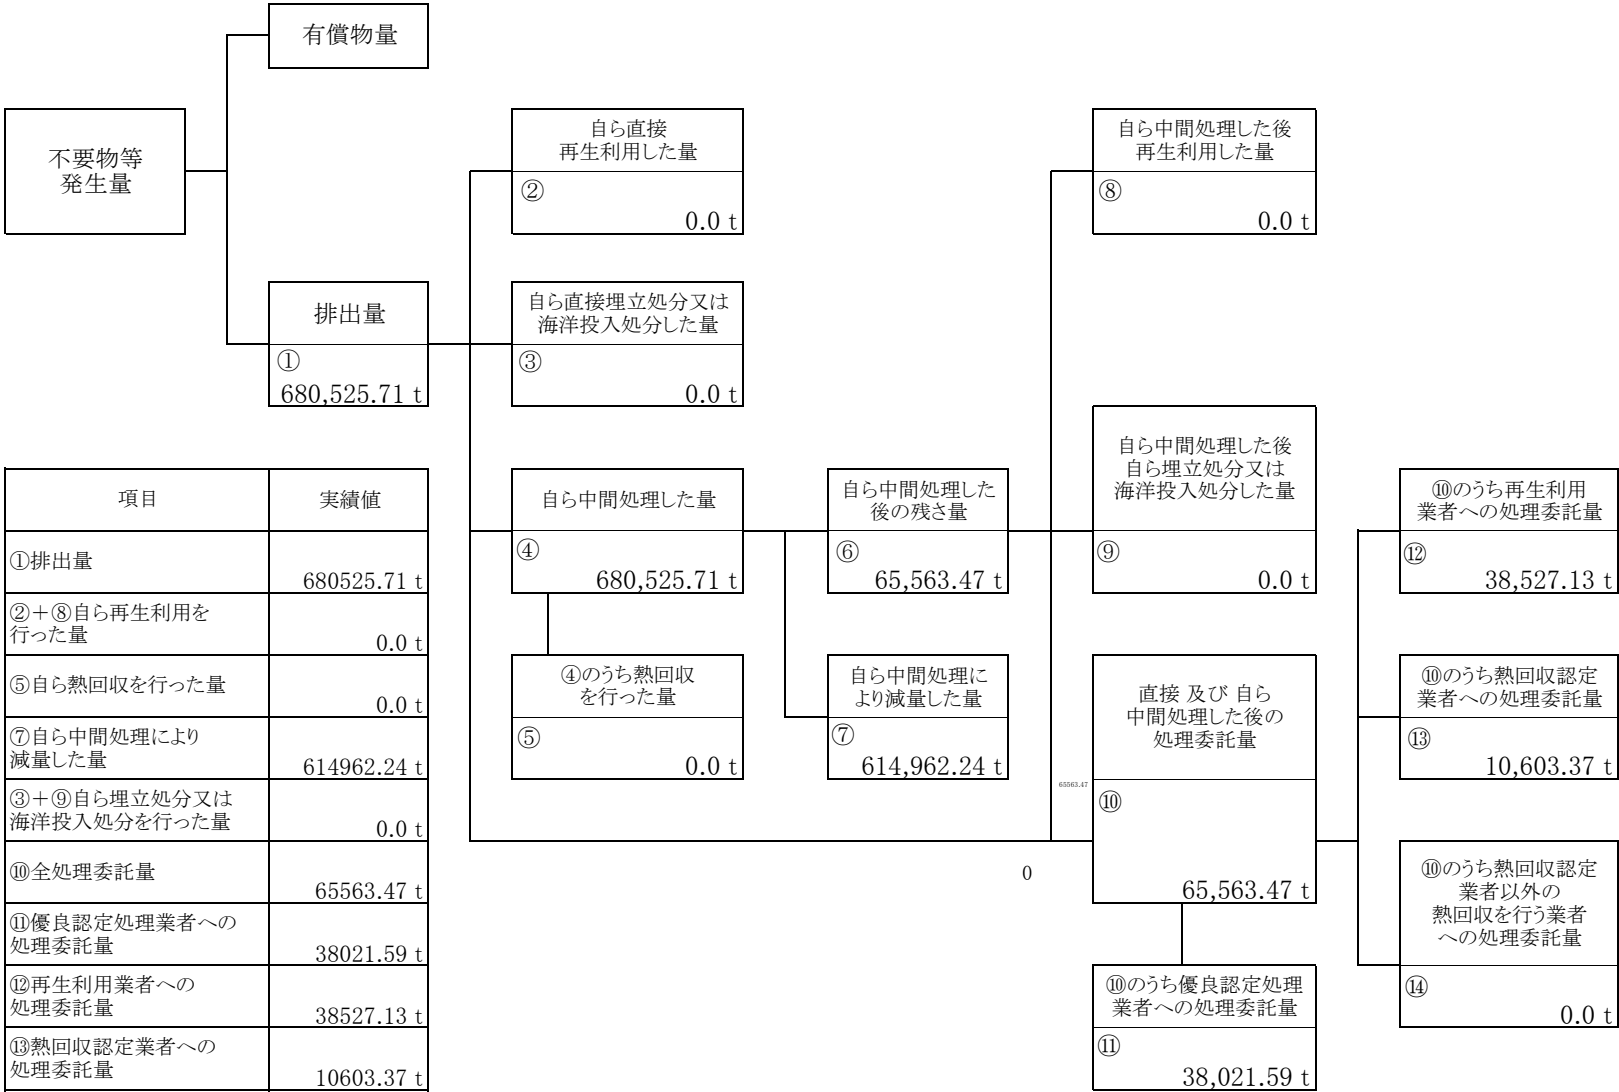 有償物量
不要物等
発生量
自ら直接
再生利用した量
②
0.0 t
自ら中間処理した後
再生利用した量
⑧
0.0 t
排出量
①
680,525.71 t
自ら直接埋立処分又は
海洋投入処分した量
③
0.0 t
自ら中間処理した量
④
680,525.71 t
自ら中間処理した
後の残さ量
⑥
65,563.47 t
自ら中間処理した後
自ら埋立処分又は
海洋投入処分した量
⑨
0.0 t
⑩のうち再生利用
業者への処理委託量
⑫
38,527.13 t
④のうち熱回収
を行った量
⑤
0.0 t
自ら中間処理に
より減量した量
⑦
614,962.24 t
65563.47
直接 及び 自ら
中間処理した後の
処理委託量
⑩
65,563.47 t
0
⑩のうち熱回収認定
業者への処理委託量
⑬
10,603.37 t
⑩のうち熱回収認定
業者以外の
熱回収を行う業者
への処理委託量
⑭
0.0 t
⑩のうち優良認定処理
業者への処理委託量
⑪
38,021.59 t
項目 実績値
①排出量
680525.71 t
②＋⑧自ら再生利用を
行った量
0.0 t
⑤自ら熱回収を行った量
0.0 t
⑦自ら中間処理により
減量した量
614962.24 t
③＋⑨自ら埋立処分又は
海洋投入処分を行った量
0.0 t
⑩全処理委託量
65563.47 t
⑪優良認定処理業者への
処理委託量
38021.59 t
⑫再生利用業者への
処理委託量
38527.13 t
⑬熱回収認定業者への
処理委託量
10603.37 t